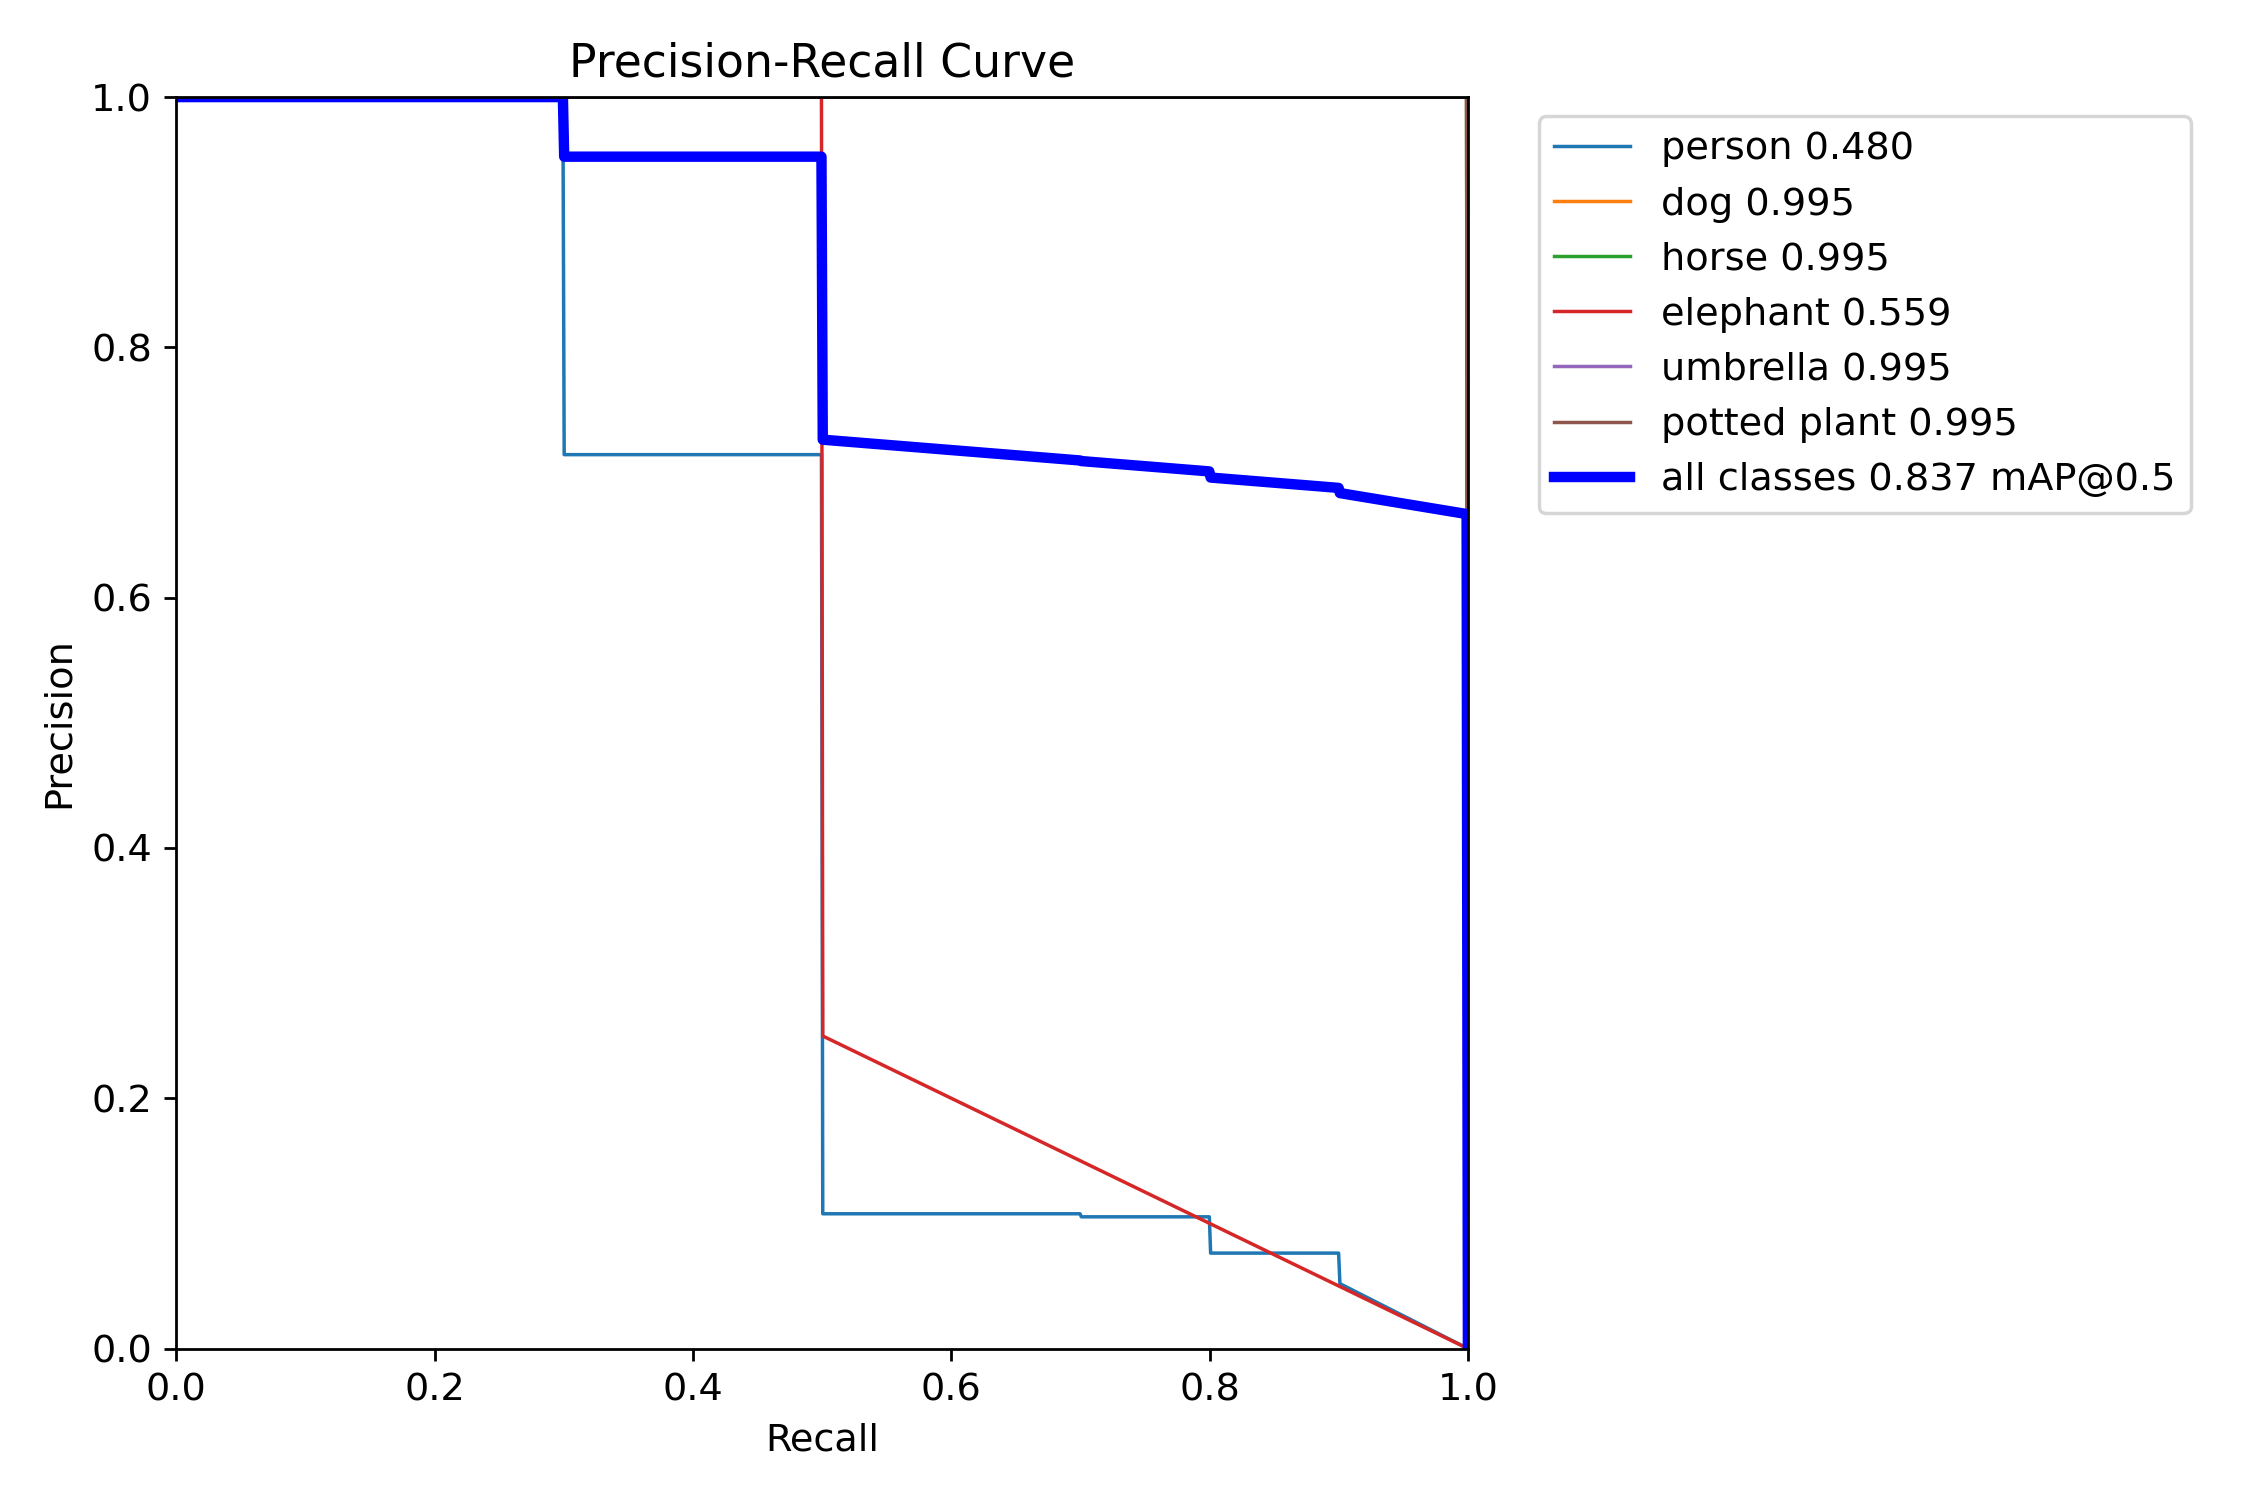 Precision-Recall Curve
1.0
0.8
0.6
0.4
0.2
0.0
Precision
0.0 0.2 0.4 0.6 0.8 1.0
Recall
person 0.480
dog 0.995
horse 0.995
elephant 0.559
umbrella 0.995
potted plant 0.995
all classes 0.837 mAP@0.5